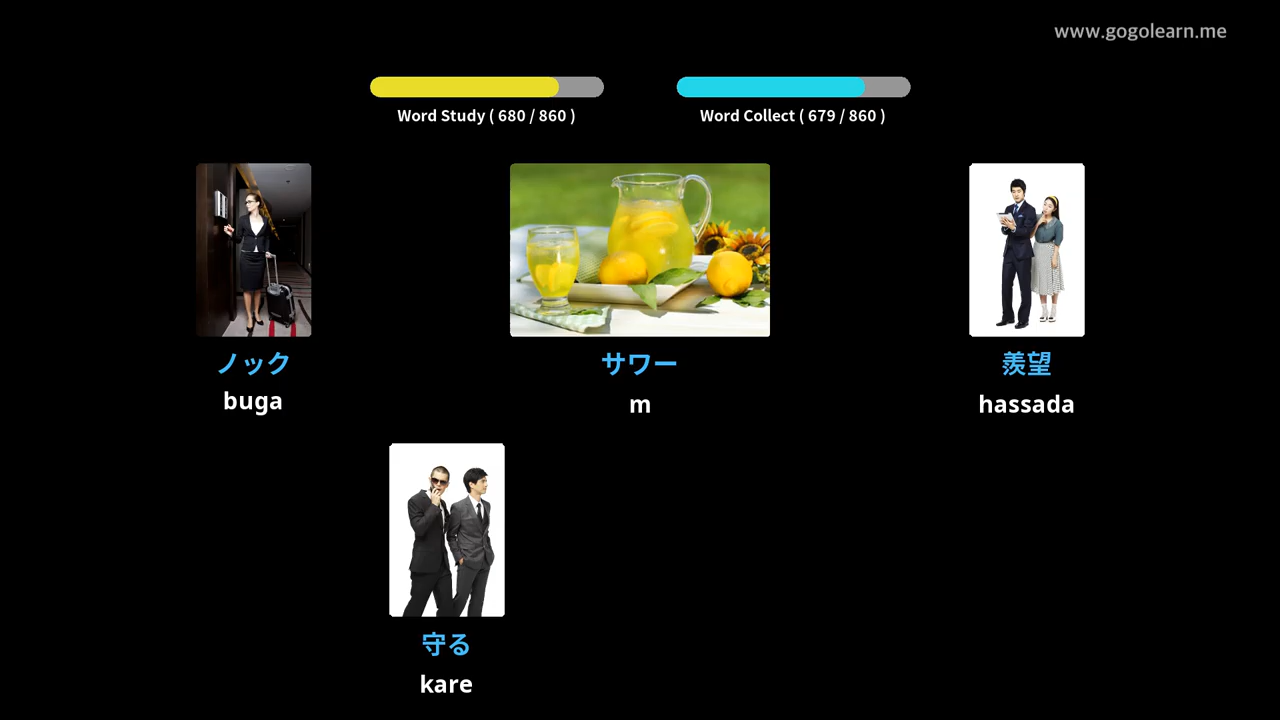 www.gogolearn.me
Word Study ( 680 / 860 )
Word Collect ( 679 / 860 )
ノック
buga
サワー
m
羨望
hassada
守る
kare